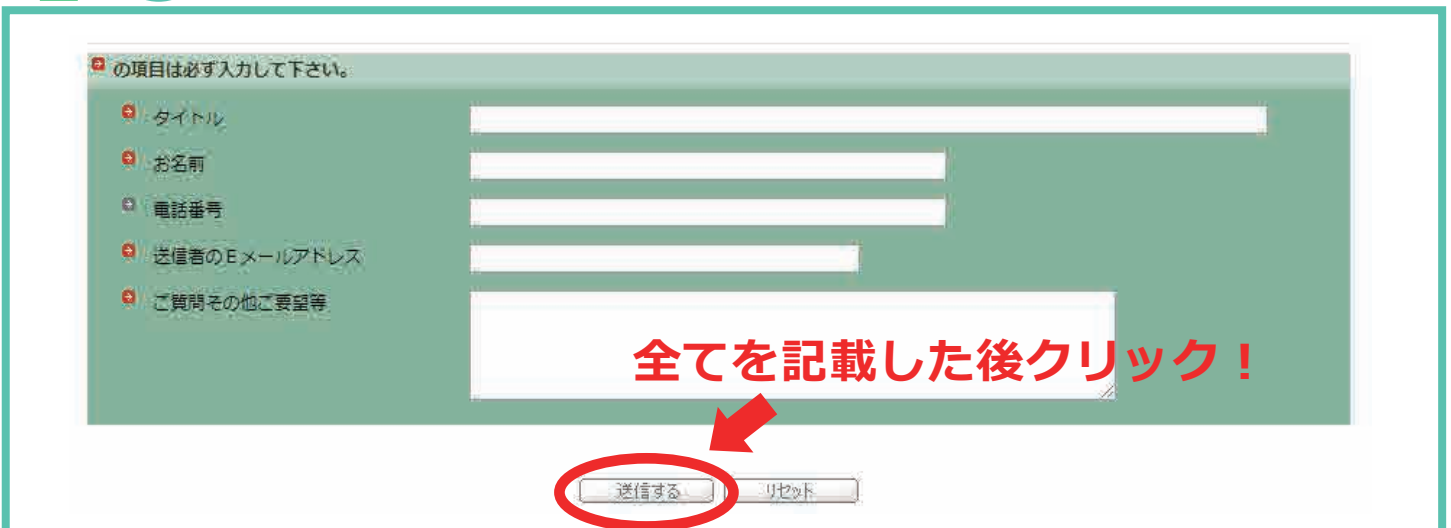 の項目は必ず入力して下さい。
タイトル
お名前
電話番号
送信者のEメールアドレス
ご質問その他ご要望等
全てを記載した後クリック！
送信する
リセット